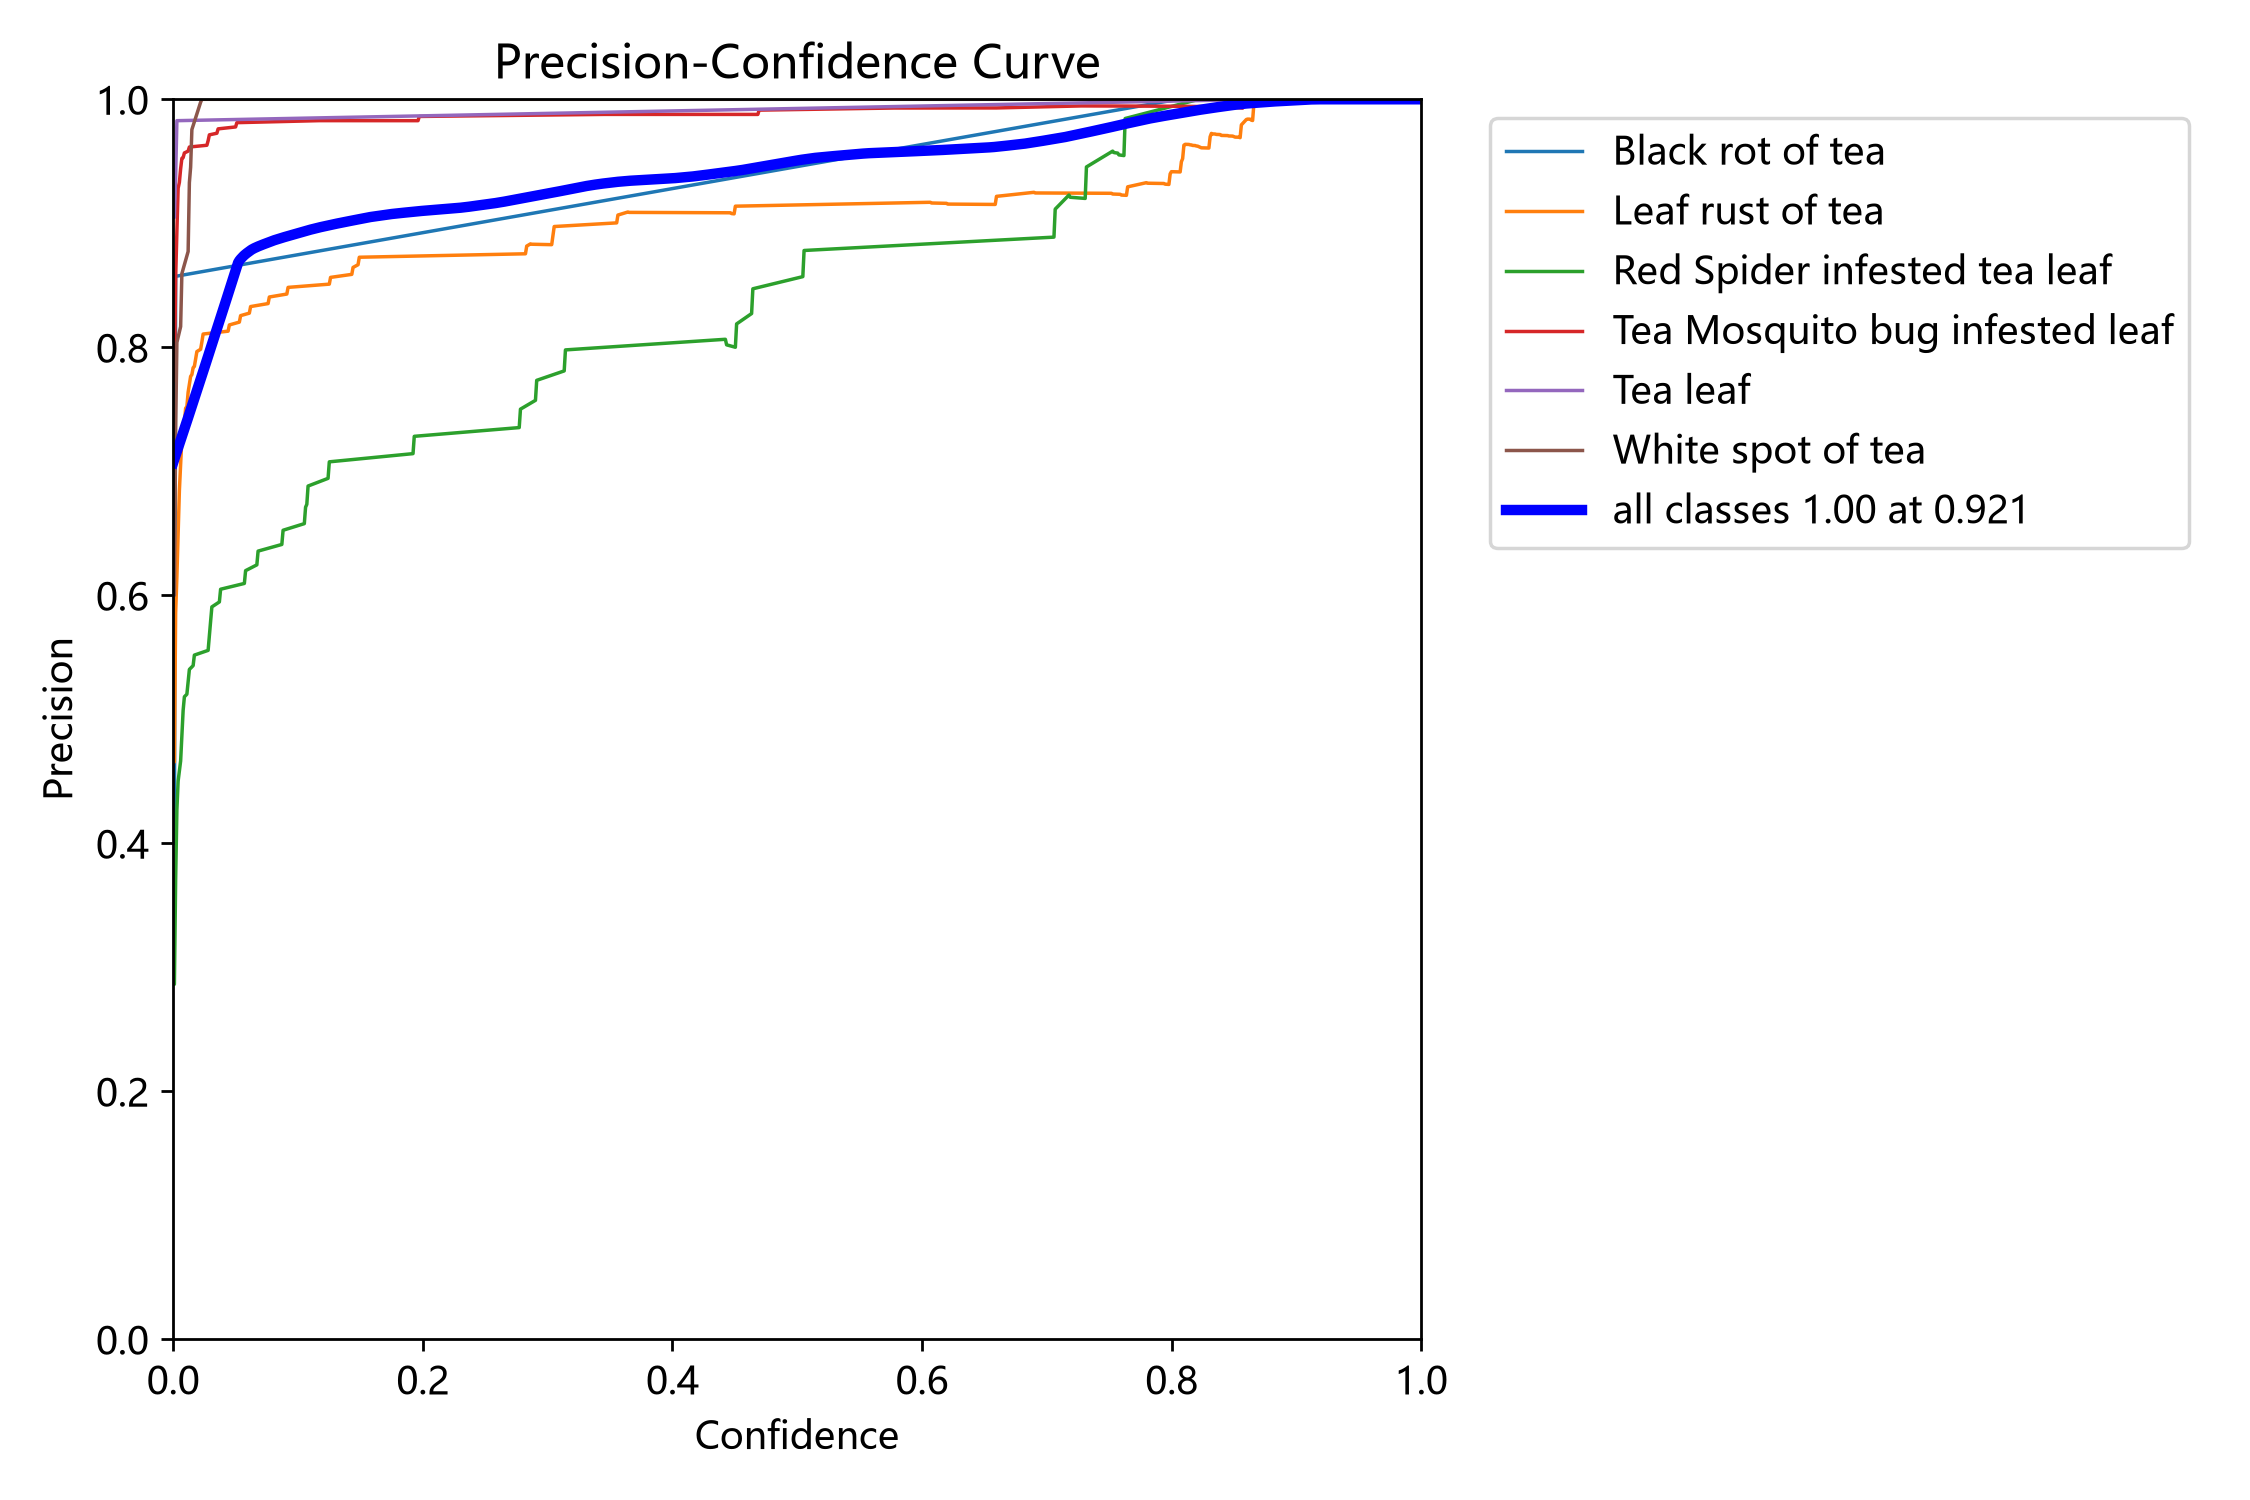 Precision-Confidence Curve
1.0
0.8
0.6
0.4
0.2
0.0
Precision
0.0 0.2 0.4 0.6 0.8 1.0
Confidence
Black rot of tea
Leaf rust of tea
Red Spider infested tea leaf
Tea Mosquito bug infested leaf
Tea leaf
White spot of tea
all classes 1.00 at 0.921